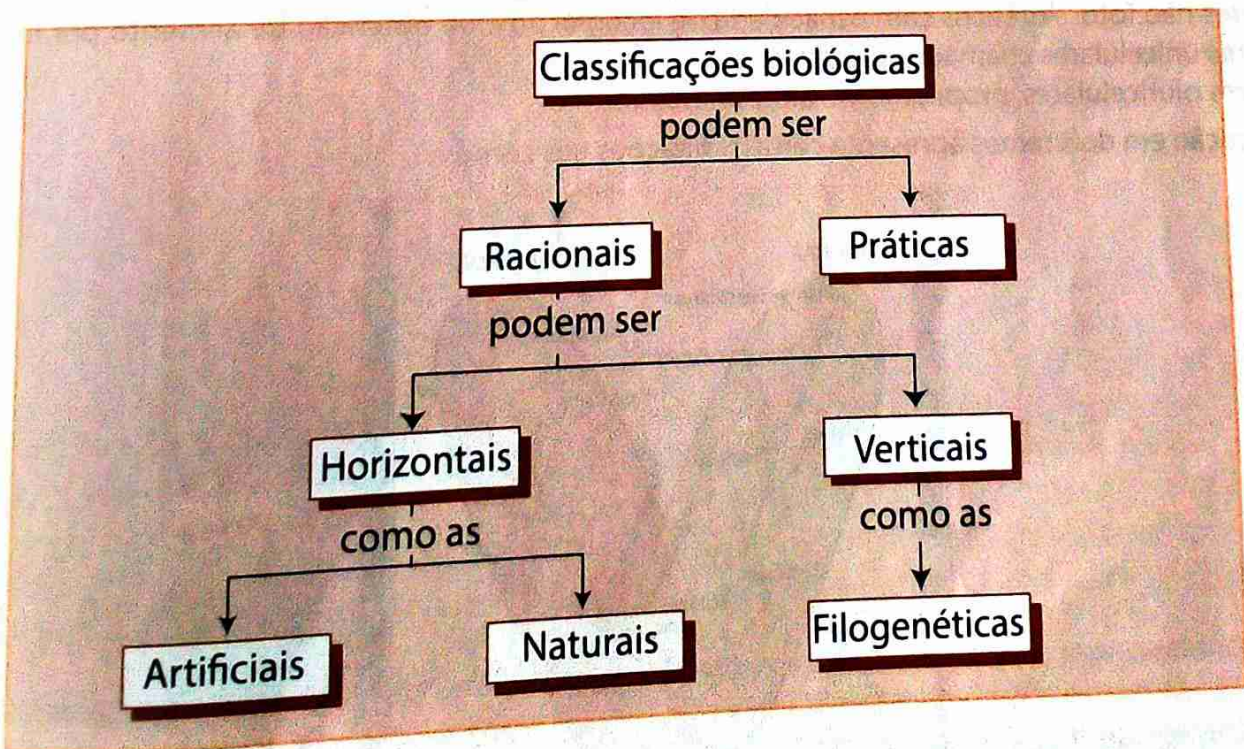 Classificações biológicas
podem ser
Racionais
Práticas
podem ser
Horizontais
Verticais
como as
como as
Artificiais
Naturais
Filogenéticas